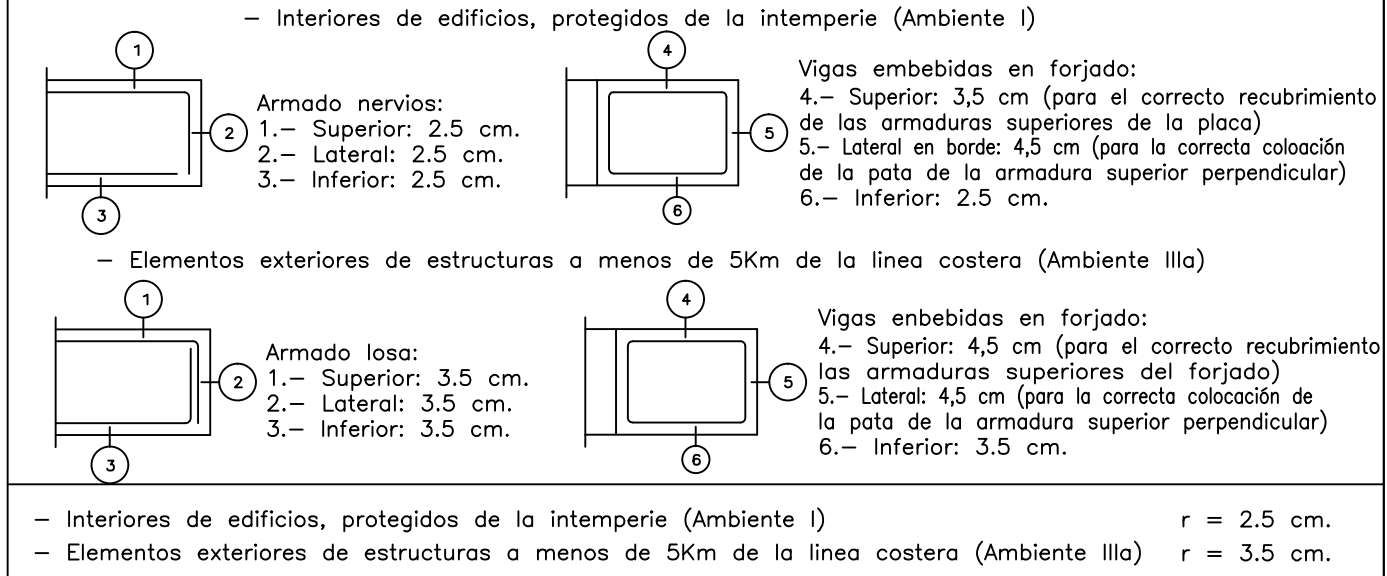 — Interiores de edificios, protegidos de la intemperie (Ambiente I)
1
2
3
Armado nervios:
1.— Superior: 2.5 cm.
2.— Lateral: 2.5 cm.
3.— Inferior: 2.5 cm.
4
5
6
Vigas embebidas en forjado:
4.— Superior: 3,5 cm (para el correcto recubrimiento
de las armaduras superiores de la placa)
5.— Lateral en borde: 4,5 cm (para la correcta coloación
de la pata de la armadura superior perpendicular)
6.— Inferior: 2.5 cm.
— Elementos exteriores de estructuras a menos de 5Km de la linea costera (Ambiente IIIa)
1
2
3
Armado losa:
1.— Superior: 3.5 cm.
2.— Lateral: 3.5 cm.
3.— Inferior: 3.5 cm.
4
5
6
Vigas enbebidas en forjado:
4.— Superior: 4,5 cm (para el correcto recubrimiento
las armaduras superiores del forjado)
5.— Lateral: 4,5 cm (para la correcta colocación de
la pata de la armadura superior perpendicular)
6.— Inferior: 3.5 cm.
— Interiores de edificios, protegidos de la intemperie (Ambiente I) r = 2.5 cm.
— Elementos exteriores de estructuras a menos de 5Km de la linea costera (Ambiente IIIa) r = 3.5 cm.